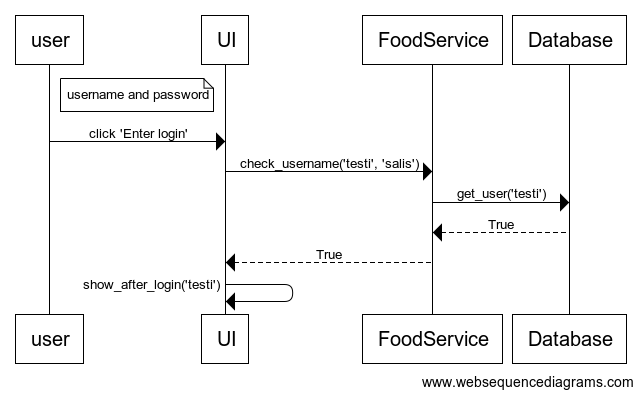 user
UI
FoodService
Database
username and password
click 'Enter login'
check_username('testi', 'salis')
get_user('testi')
True
True
show_after_login('testi')
user
UI
FoodService
Database
www.websequencediagrams.com